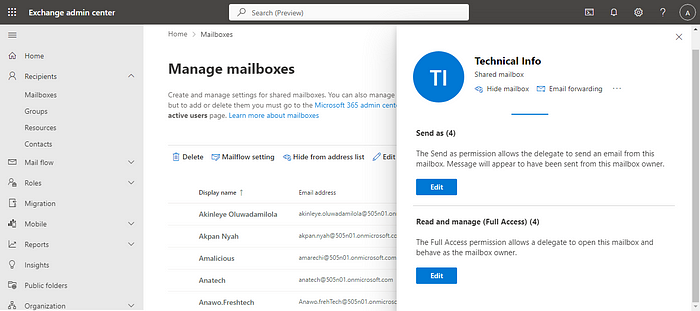 Exchange admin center
Search (Preview)
?
A
Home
Recipients
Mailboxes
Groups
Resources
Contacts
Mail flow
Roles
Migration
Mobile
Reports
Insights
Public folders
Organization
Home > Mailboxes
Manage mailboxes
Create and manage settings for shared mailboxes. You can also manage
but to add or delete them you must go to the Microsoft 365 admin cente
active users page. Learn more about mailboxes
Delete Mailflow setting Hide from address list Edit
Display name ↑ Email address
Akinleye Oluwadamilola akinleye.oluwadamilola@505n01.onm
Akpan Nyah akpan.nyah@505n01.onmicrosoft.com
Amalicious amarechi@505n01.onmicrosoft.com
Anatech anatech@505n01.onmicrosoft.com
Anawo.Freshtech Anawo.frehTech@505n01.onmicrosoft
TI
Technical Info
Shared mailbox
Hide mailbox Email forwarding ...
Send as (4)
The Send as permission allows the delegate to send an email from this
mailbox. Message will appear to have been sent from this mailbox owner.
Edit
Read and manage (Full Access) (4)
The Full Access permission allows a delegate to open this mailbox and
behave as the mailbox owner.
Edit